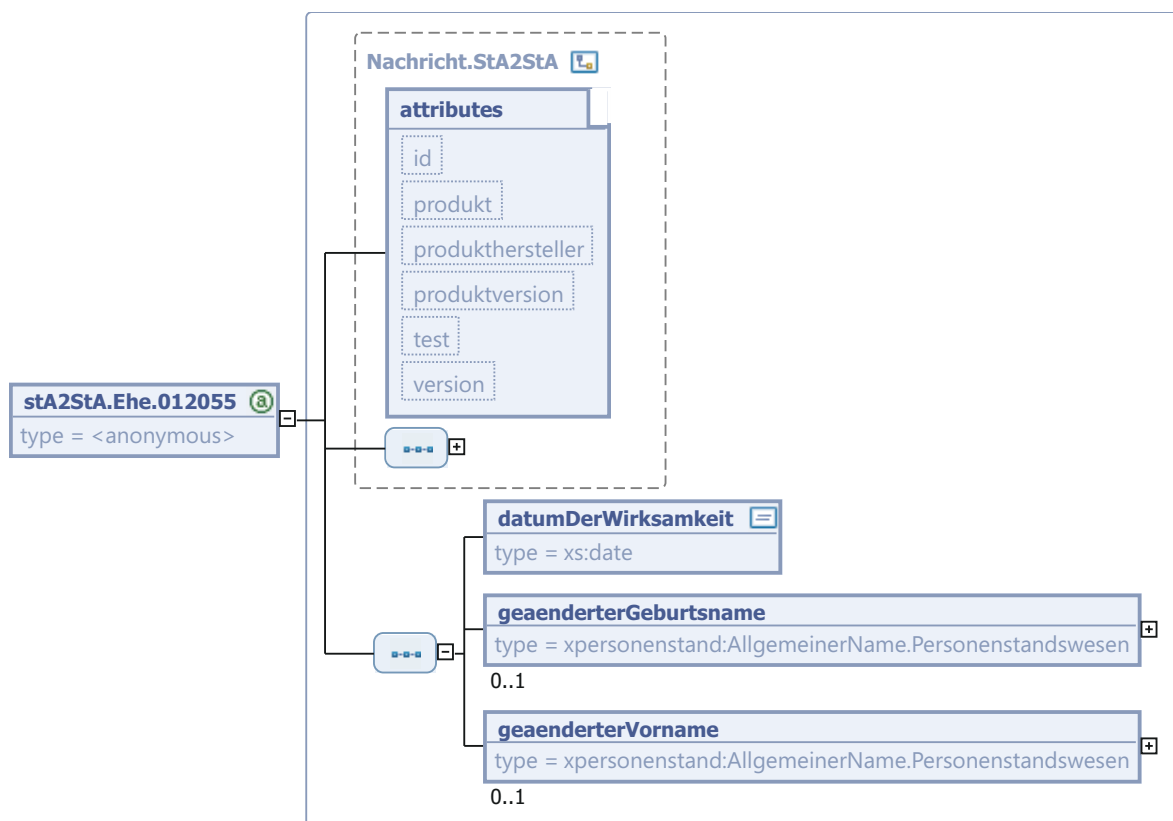 Nachricht.StA2StA
attributes
id
produkt
produkthersteller
produktversion
test
version
stA2StA.Ehe.012055
type = <anonymous>
datumDerWirksamkeit
type = xs:date
geaenderterGeburtsname
type = xpersonenstand:AllgemeinerName.Personenstandswesen
0..1
geaenderterVorname
type = xpersonenstand:AllgemeinerName.Personenstandswesen
0..1